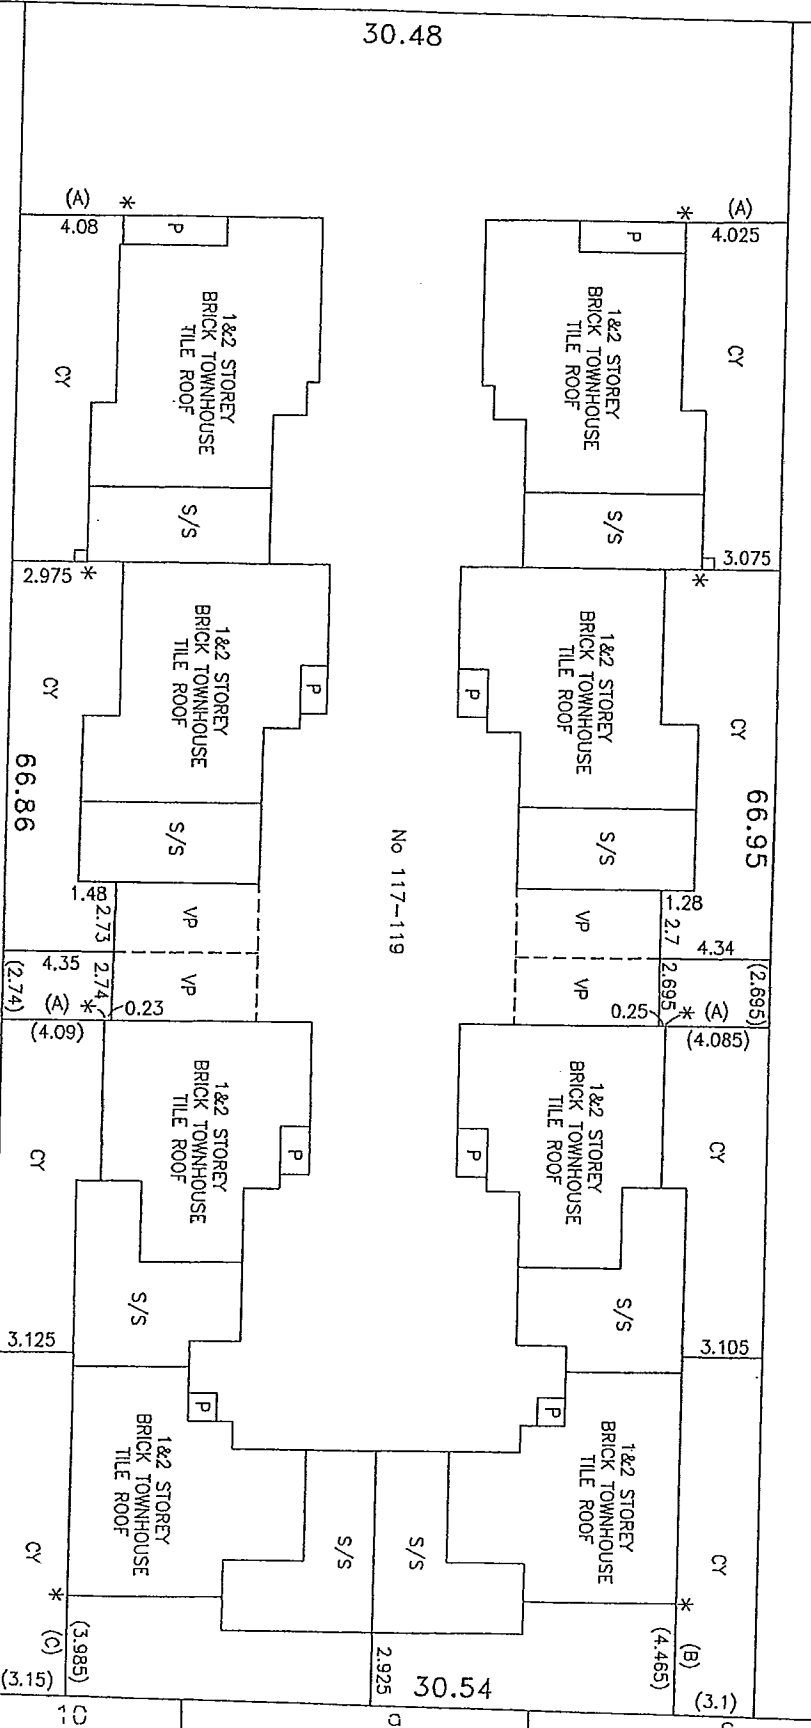 30.48
(A) *
* (A)
4.08
P
P
4.025
1&2 STOREY
BRICK TOWNHOUSE
TILE ROOF
1&2 STOREY
BRICK TOWNHOUSE
TILE ROOF
CY
CY
S/S
S/S
2.975 *
3.075
*
1&2 STOREY
BRICK TOWNHOUSE
TILE ROOF
1&2 STOREY
BRICK TOWNHOUSE
TILE ROOF
P
P
CY
CY
66.86
66.95
S/S
S/S
No 117-119
1.48
2.73
VP
VP
1.28
2.7
4.35
4.34
(2.74)
2.74
VP
VP
2.695
(2.695)
(A) *
0.23
0.25
* (A)
(4.09)
(4.085)
1&2 STOREY
BRICK TOWNHOUSE
TILE ROOF
1&2 STOREY
BRICK TOWNHOUSE
TILE ROOF
P
P
CY
CY
S/S
S/S
3.125
3.105
P
P
1&2 STOREY
BRICK TOWNHOUSE
TILE ROOF
1&2 STOREY
BRICK TOWNHOUSE
TILE ROOF
CY
S/S
S/S
CY
*
*
(C)
(3.985)
2.925
(4.465)
(B)
(3.15)
30.54
(3.1)
10